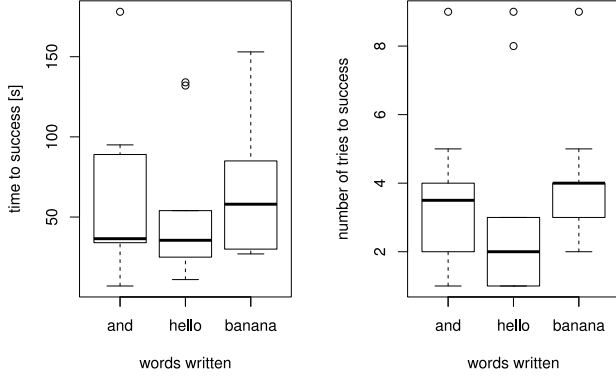 time to success [s]
150
100
50
and hello banana
words written
number of tries to success
8
6
4
2
and hello banana
words written